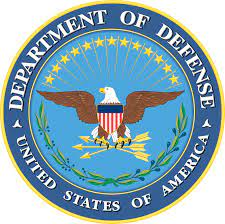 DEPARTMENT OF DEFENSE
UNITED STATES OF AMERICA